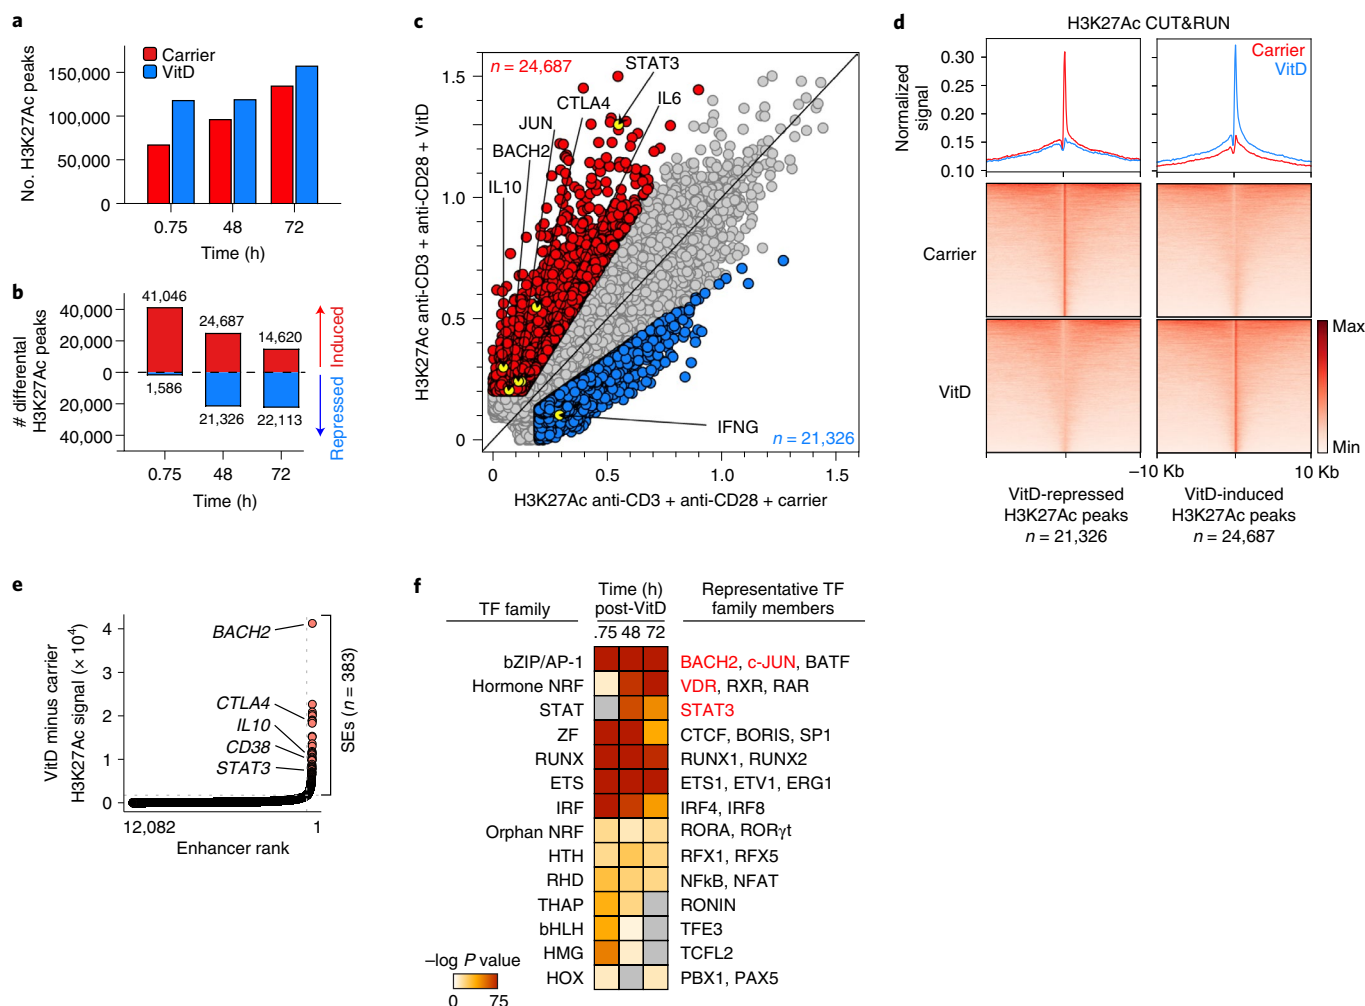 a
No. H3K27Ac peaks
150,000
100,000
50,000
0
Carrier
VitD
0.75 48 72
Time (h)
b
# differential
H3K27Ac peaks
40,000
20,000
0
20,000
40,000
41,046
24,687
14,620
1,586
21,326
22,113
Induced
Repressed
0.75 48 72
Time (h)
c
H3K27Ac anti-CD3 + anti-CD28 + VitD
1.5
1.0
0.5
0
n = 24,687
STAT3
IL6
CTLA4
JUN
BACH2
IL10
IFNG
n = 21,326
0 0.5 1.0 1.5
H3K27Ac anti-CD3 + anti-CD28 + carrier
d
H3K27Ac CUT&RUN
Normalized
signal
0.30
0.25
0.20
0.15
0.10
Carrier
VitD
Carrier
VitD
Max
Min
–10 Kb 10 Kb
VitD-repressed
H3K27Ac peaks
n = 21,326
VitD-induced
H3K27Ac peaks
n = 24,687
e
VitD minus carrier
H3K27Ac signal (× 10⁴)
4
3
2
1
0
BACH2
CTLA4
IL10
CD38
STAT3
SEs (n = 383)
12,082 1
Enhancer rank
f
TF family
Time (h)
post-VitD
Representative TF
family members
.75 48 72
bZIP/AP-1 BACH2, c-JUN, BATF
Hormone NRF VDR, RXR, RAR
STAT STAT3
ZF CTCF, BORIS, SP1
RUNX RUNX1, RUNX2
ETS ETS1, ETV1, ERG1
IRF IRF4, IRF8
Orphan NRF RORA, RORγt
HTH RFX1, RFX5
RHD NFkB, NFAT
THAP RONIN
bHLH TFE3
HMG TCFL2
HOX PBX1, PAX5
–log P value
0 75